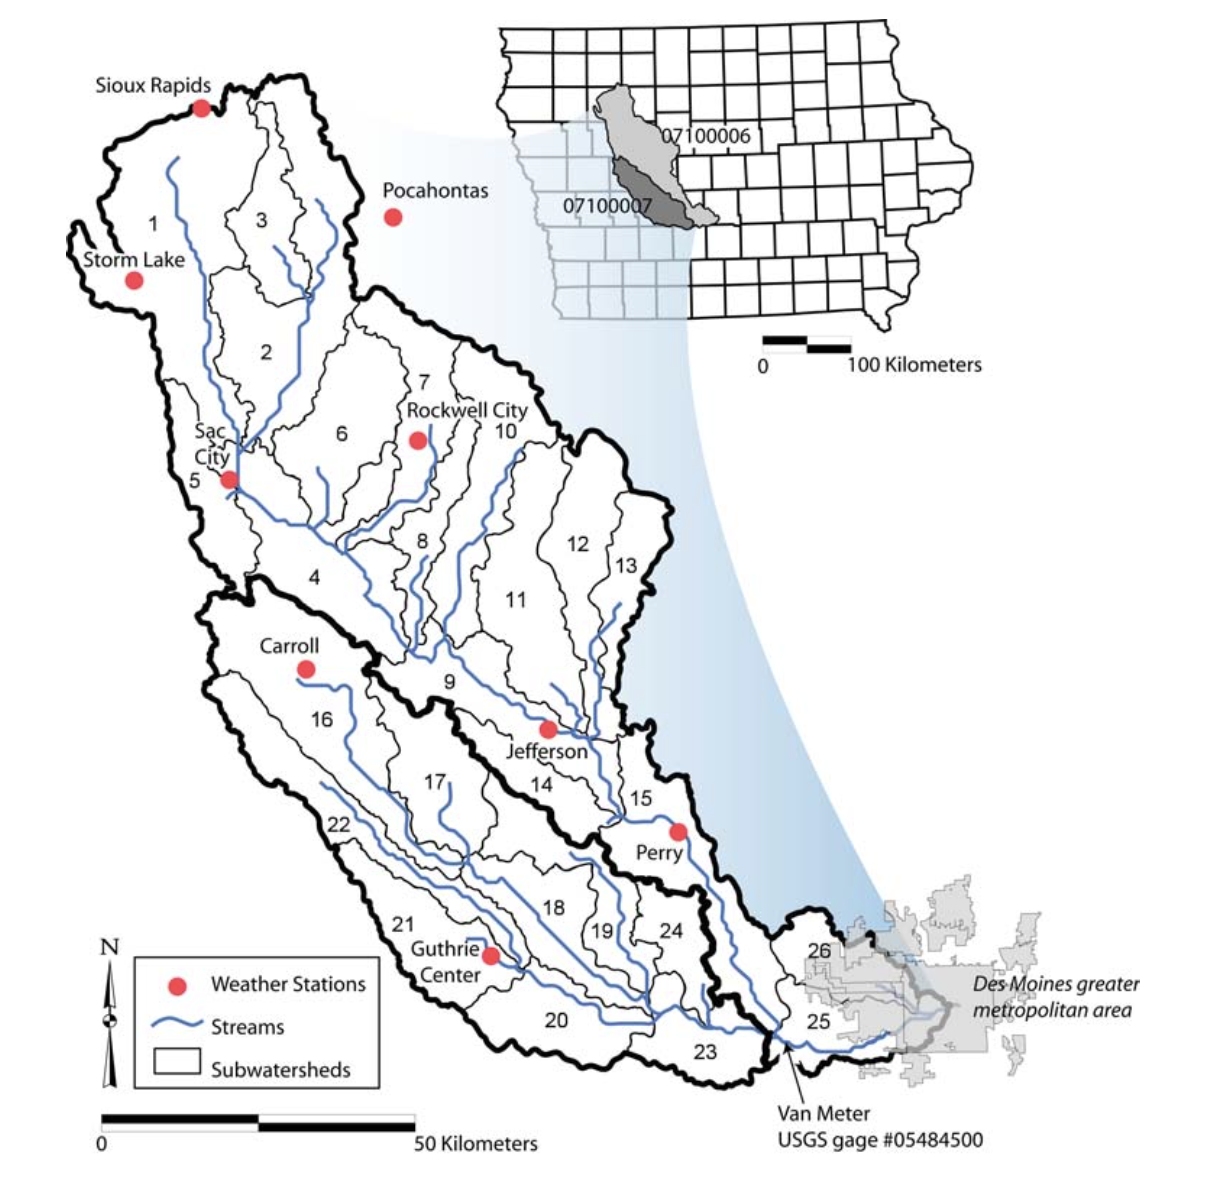 Sioux Rapids
3
07100006
Pocahontas
1
07100007
Storm Lake
2
0
100 Kilometers
7
Rockwell City
6
10
Sac
City
5
8
12
13
4
11
Carroll
9
16
Jefferson
17
14
15
22
Perry
18
21
19
24
Guthrie
Center
26
N
Weather Stations
Streams
Subwatersheds
Des Moines greater
metropolitan area
20
25
23
0
50 Kilometers
Van Meter
USGS gage #05484500